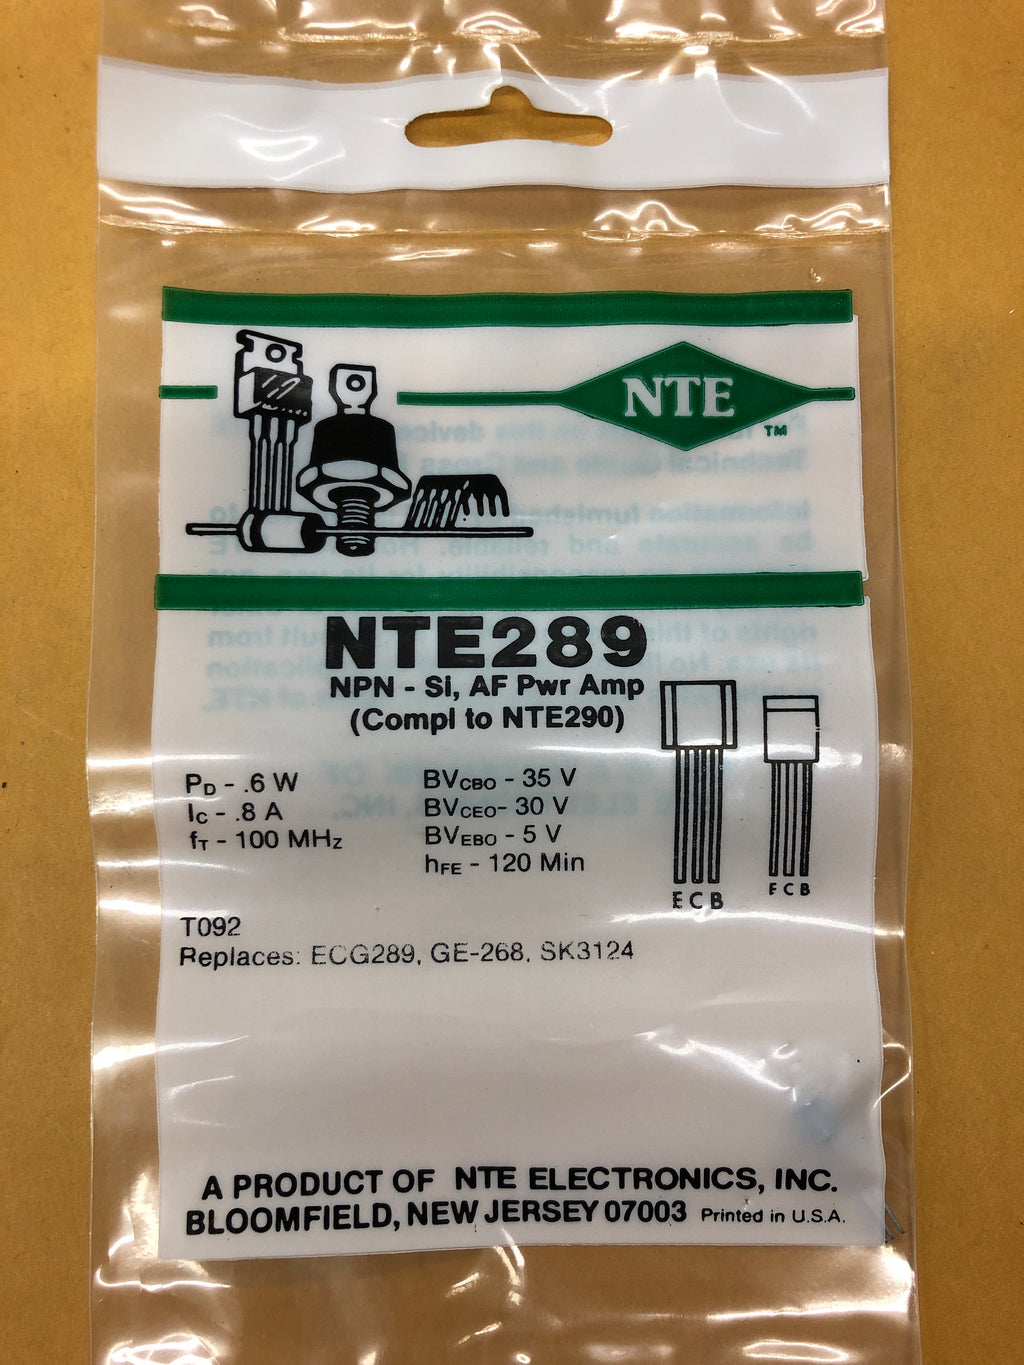 NTE
TM
NTE289
NPN - Si, AF Pwr Amp
(Compl to NTE290)
PD - .6 W
IC - .8 A
fT - 100 MHz
BVCBO - 35 V
BVCEO- 30 V
BVEBO - 5 V
hFE - 120 Min
E C B
E C B
T092
Replaces: ECG289, GE-268, SK3124
A PRODUCT OF NTE ELECTRONICS, INC.
BLOOMFIELD, NEW JERSEY 07003 Printed in U.S.A.